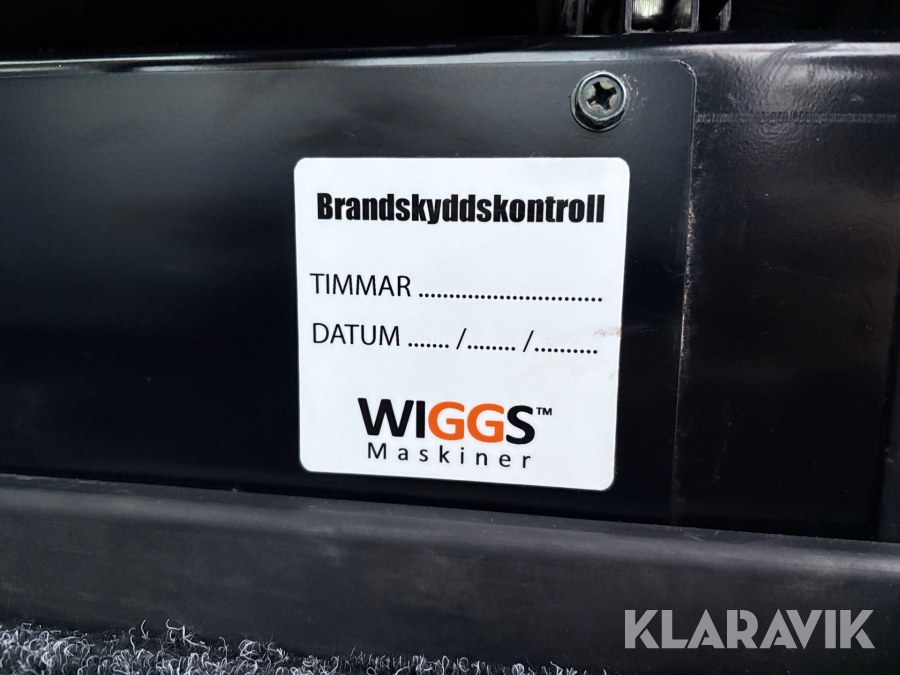 Brandskyddskontroll
TIMMAR ...............................
DATUM ....... /........ /...........
WIGGS™
Maskiner
KLARAVIK